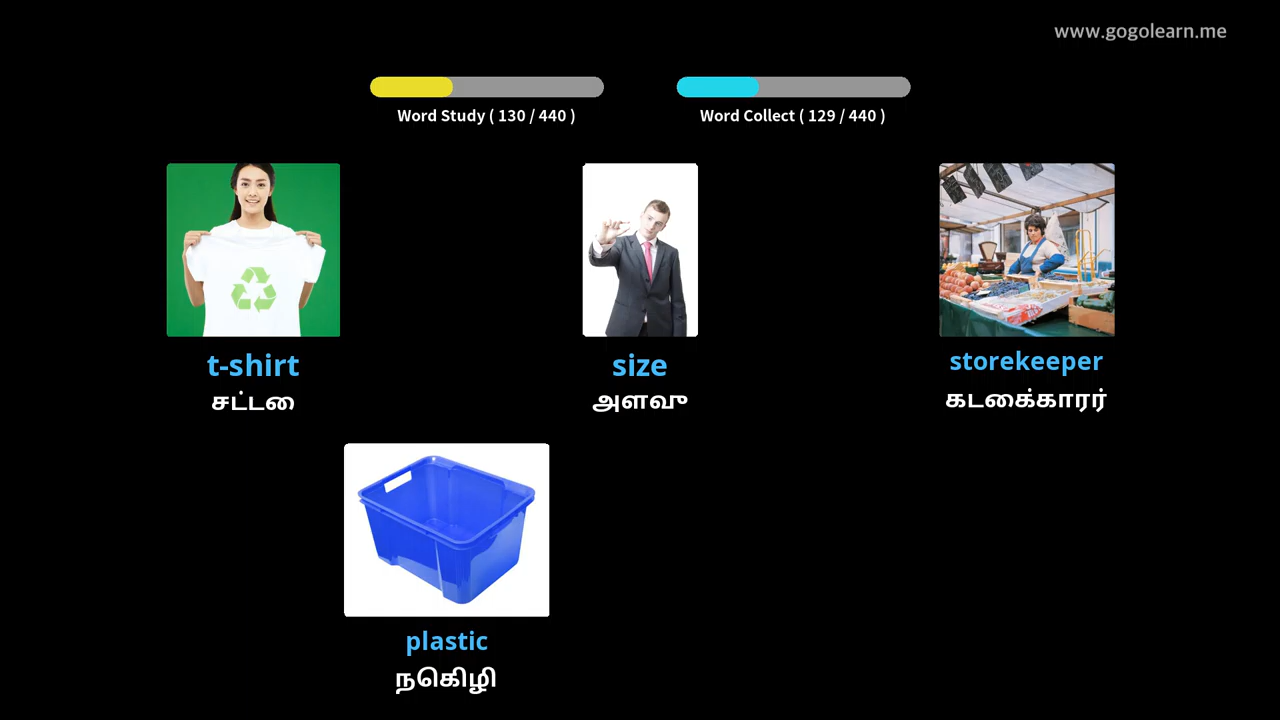 www.gogolearn.me
Word Study ( 130 / 440 )
Word Collect ( 129 / 440 )
t-shirt
சட்டை
size
அளவு
storekeeper
கடைக்காரர்
plastic
நெகிழி